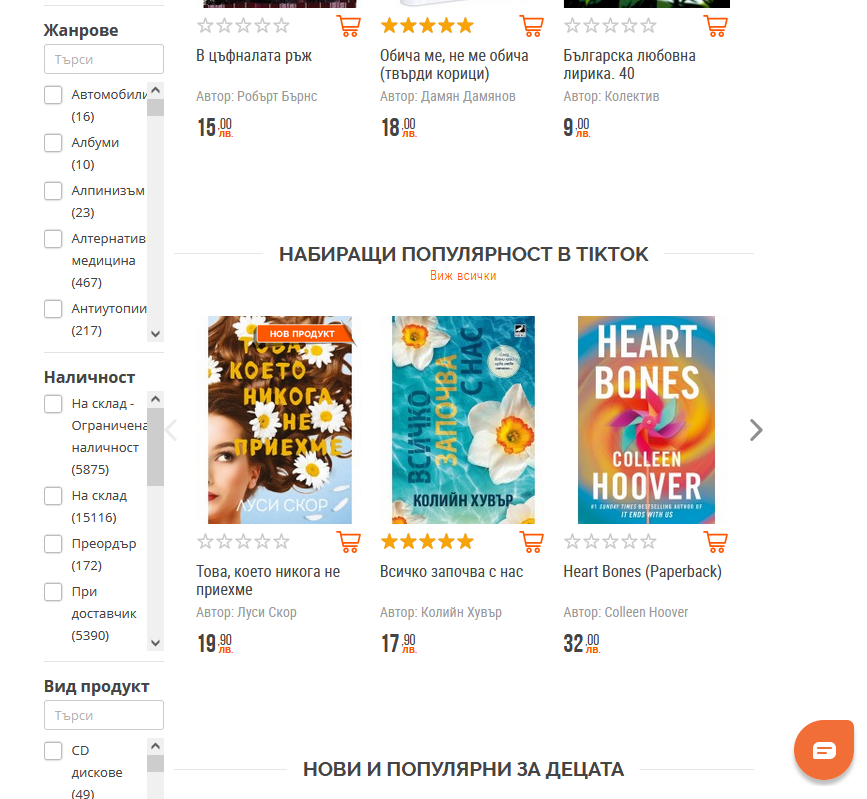 Жанрове
Търси
Автомобили
(16)
Албуми
(10)
Алпинизъм
(23)
Алтернатив
медицина
(467)
Антиутопии
(217)
Наличност
На склад -
Ограничена
наличност
(5875)
На склад
(15116)
Преордър
(172)
При
доставчик
(5390)
Вид продукт
Търси
CD
дискове
(49)
В цъфналата ръж
Автор: Робърт Бърнс
15,00 лв.
Обича ме, не ме обича
(твърди корици)
Автор: Дамян Дамянов
18,00 лв.
Българска любовна
лирика. 40
Автор: Колектив
9,00 лв.
НАБИРАЩИ ПОПУЛЯРНОСТ В TIKTOK
Виж всички
НОВ ПРОДУКТ
ТОВА,
КОЕТО
НИКОГА
НЕ
ПРИЕХМЕ
ЛУСИ СКОР
Това, което никога не
приехме
Автор: Луси Скор
19,90 лв.
ВСИЧКО
ЗАПОЧВА
С НАС
КОЛИЙН ХУВЪР
Всичко започва с нас
Автор: Колийн Хувър
17,90 лв.
HEART
BONES
COLLEEN
HOOVER
#1 SUNDAY TIMES BESTSELLING AUTHOR OF
IT ENDS WITH US
Heart Bones (Paperback)
Автор: Colleen Hoover
32,00 лв.
НОВИ И ПОПУЛЯРНИ ЗА ДЕЦАТА